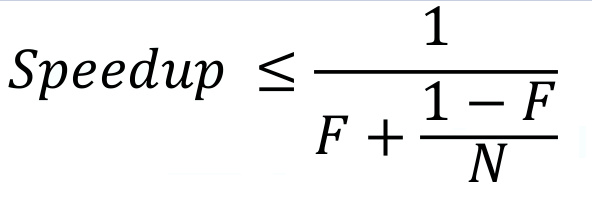 Speedup ≤ 1
F + 1 − F
N